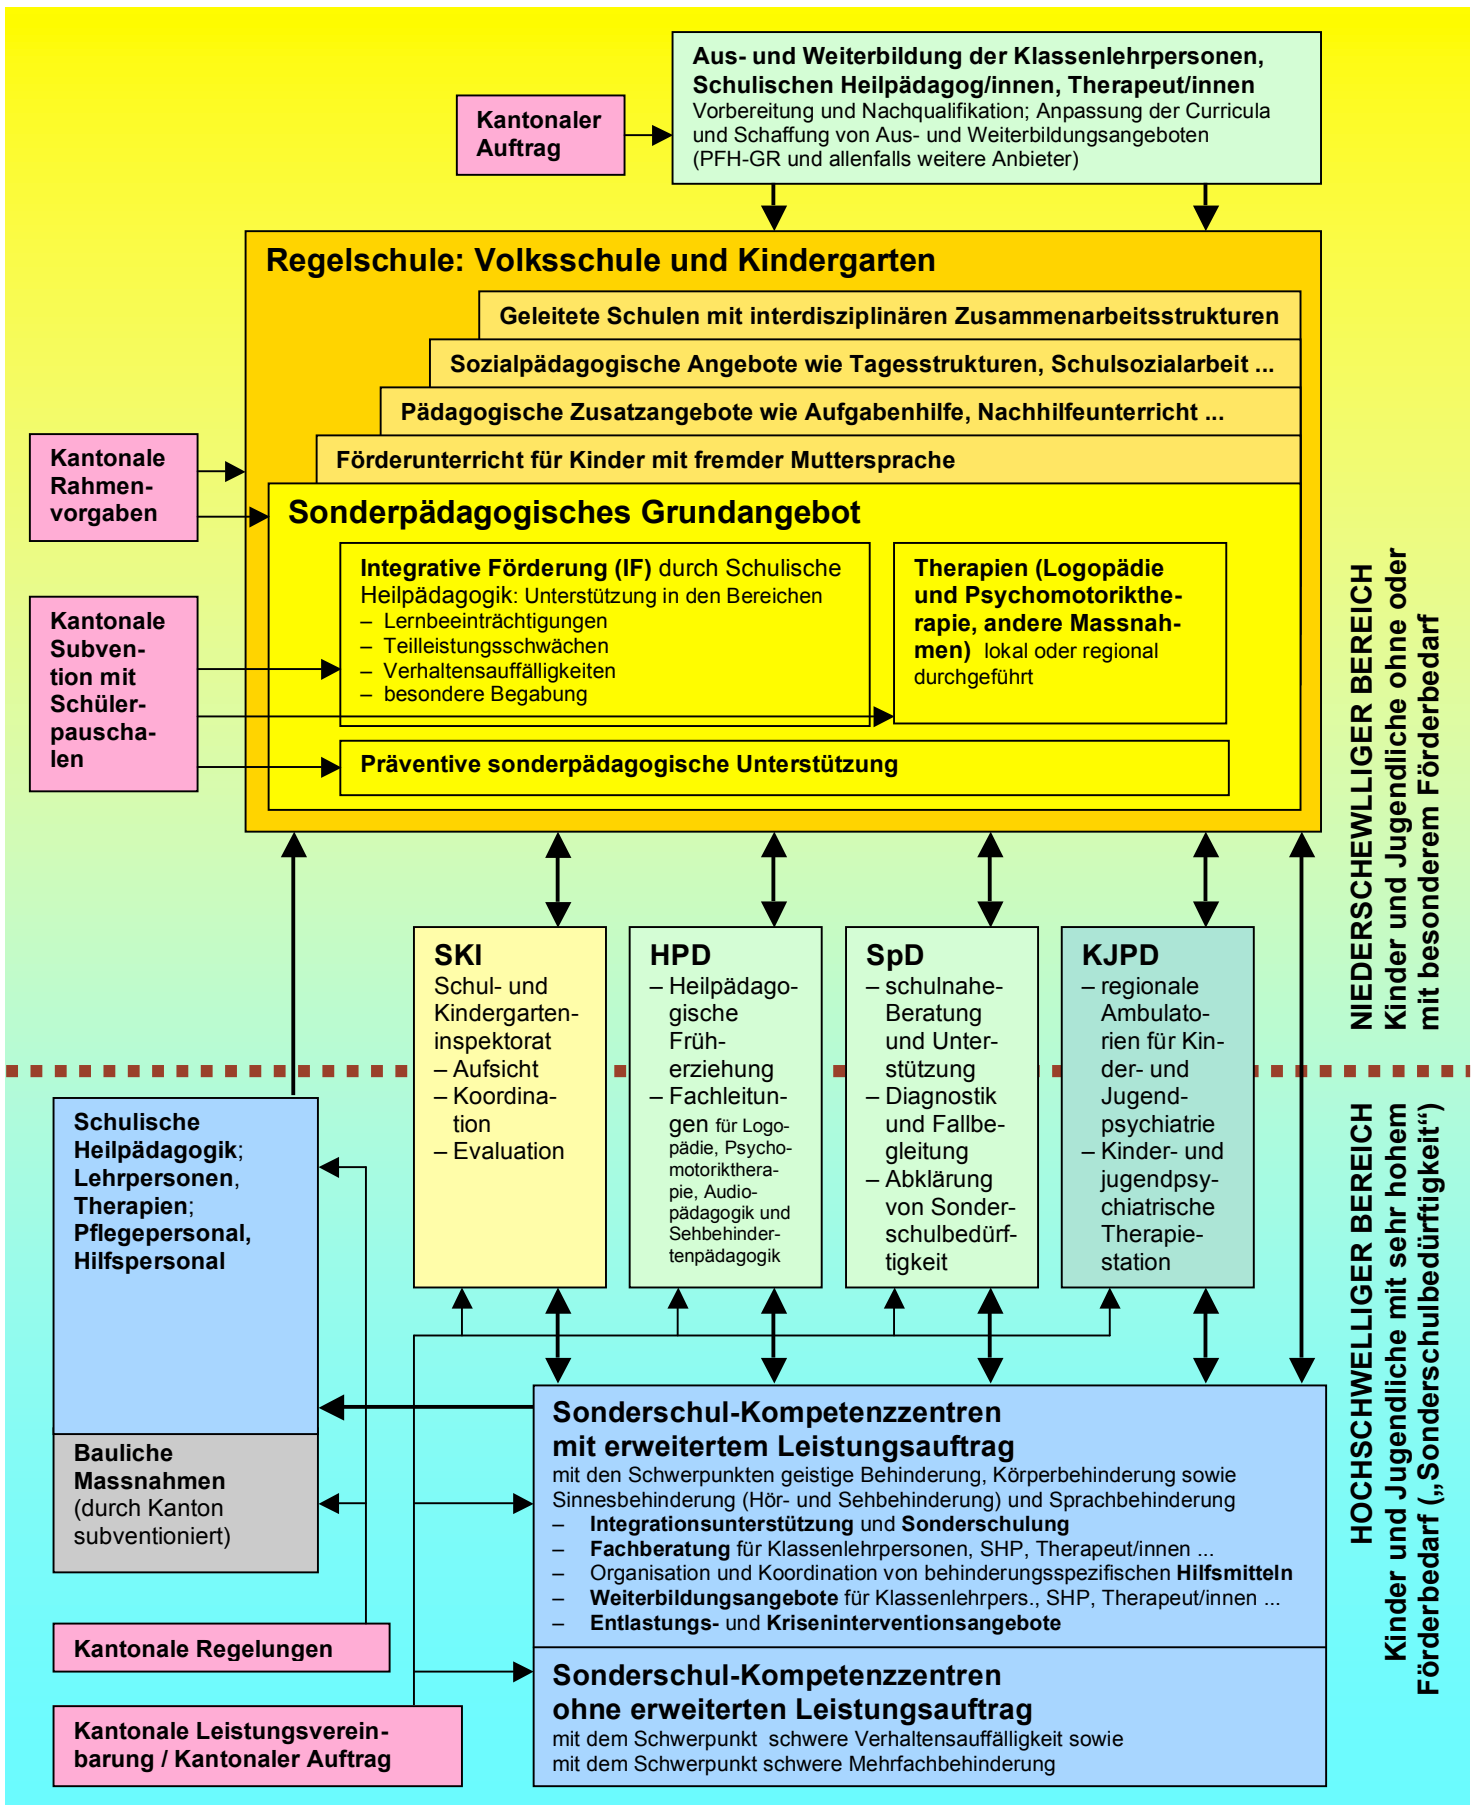 Aus- und Weiterbildung der Klassenlehrpersonen,
Schulischen Heilpädagog/innen, Therapeut/innen
Vorbereitung und Nachqualifikation; Anpassung der Curricula
und Schaffung von Aus- und Weiterbildungsangeboten
(PFH-GR und allenfalls weitere Anbieter)
Kantonaler
Auftrag
Regelschule: Volksschule und Kindergarten
Geleitete Schulen mit interdisziplinären Zusammenarbeitsstrukturen
Sozialpädagogische Angebote wie Tagesstrukturen, Schulsozialarbeit ...
Pädagogische Zusatzangebote wie Aufgabenhilfe, Nachhilfeunterricht ...
Förderunterricht für Kinder mit fremder Muttersprache
Kantonale
Rahmen-
vorgaben
Sonderpädagogisches Grundangebot
Integrative Förderung (IF) durch Schulische
Heilpädagogik: Unterstützung in den Bereichen
– Lernbeeinträchtigungen
– Teilleistungsschwächen
– Verhaltensauffälligkeiten
– besondere Begabung
Therapien (Logopädie
und Psychomotorikthe-
rapie, andere Massnah-
men) lokal oder regional
durchgeführt
Kantonale
Subven-
tion mit
Schüler-
pauscha-
len
Präventive sonderpädagogische Unterstützung
NIEDERSCHEWLLIGER BEREICH
Kinder und Jugendliche ohne oder
mit besonderem Förderbedarf
SKI
Schul- und
Kindergarten-
inspektorat
– Aufsicht
– Koordina-
tion
– Evaluation
HPD
– Heilpädago-
gische
Früh-
erziehung
– Fachleitun-
gen für Logo-
pädie, Psycho-
motorikthera-
pie, Audio-
pädagogik und
Sehbehinder-
tenpädagogik
SpD
– schulnahe
Beratung
und Unter-
stützung
– Diagnostik
und Fallbe-
gleitung
– Abklärung
von Sonder-
schulbedürf-
tigkeit
KJPD
– regionale
Ambulato-
rien für Kin-
der- und
Jugend-
psychiatrie
– Kinder- und
jugendpsy-
chiatrische
Therapie-
station
Schulische
Heilpädagogik;
Lehrpersonen,
Therapien;
Pflegepersonal,
Hilfspersonal
Bauliche
Massnahmen
(durch Kanton
subventioniert)
HOCHSCHWELLIGER BEREICH
Kinder und Jugendliche mit sehr hohem
Förderbedarf („Sonderschulbedüftigkeit“)
Sonderschul-Kompetenzzentren
mit erweitertem Leistungsauftrag
mit den Schwerpunkten geistige Behinderung, Körperbehinderung sowie
Sinnesbehinderung (Hör- und Sehbehinderung) und Sprachbehinderung
– Integrationsunterstützung und Sonderschulung
– Fachberatung für Klassenlehrpersonen, SHP, Therapeut/innen ...
– Organisation und Koordination von behinderungsspezifischen Hilfsmitteln
– Weiterbildungsangebote für Klassenlehrpers., SHP, Therapeut/innen ...
– Entlastungs- und Kriseninterventionsangebote
Kantonale Regelungen
Sonderschul-Kompetenzzentren
ohne erweiterten Leistungsauftrag
mit dem Schwerpunkt schwere Verhaltensauffälligkeit sowie
mit dem Schwerpunkt schwere Mehrfachbehinderung
Kantonale Leistungsverein-
barung / Kantonaler Auftrag